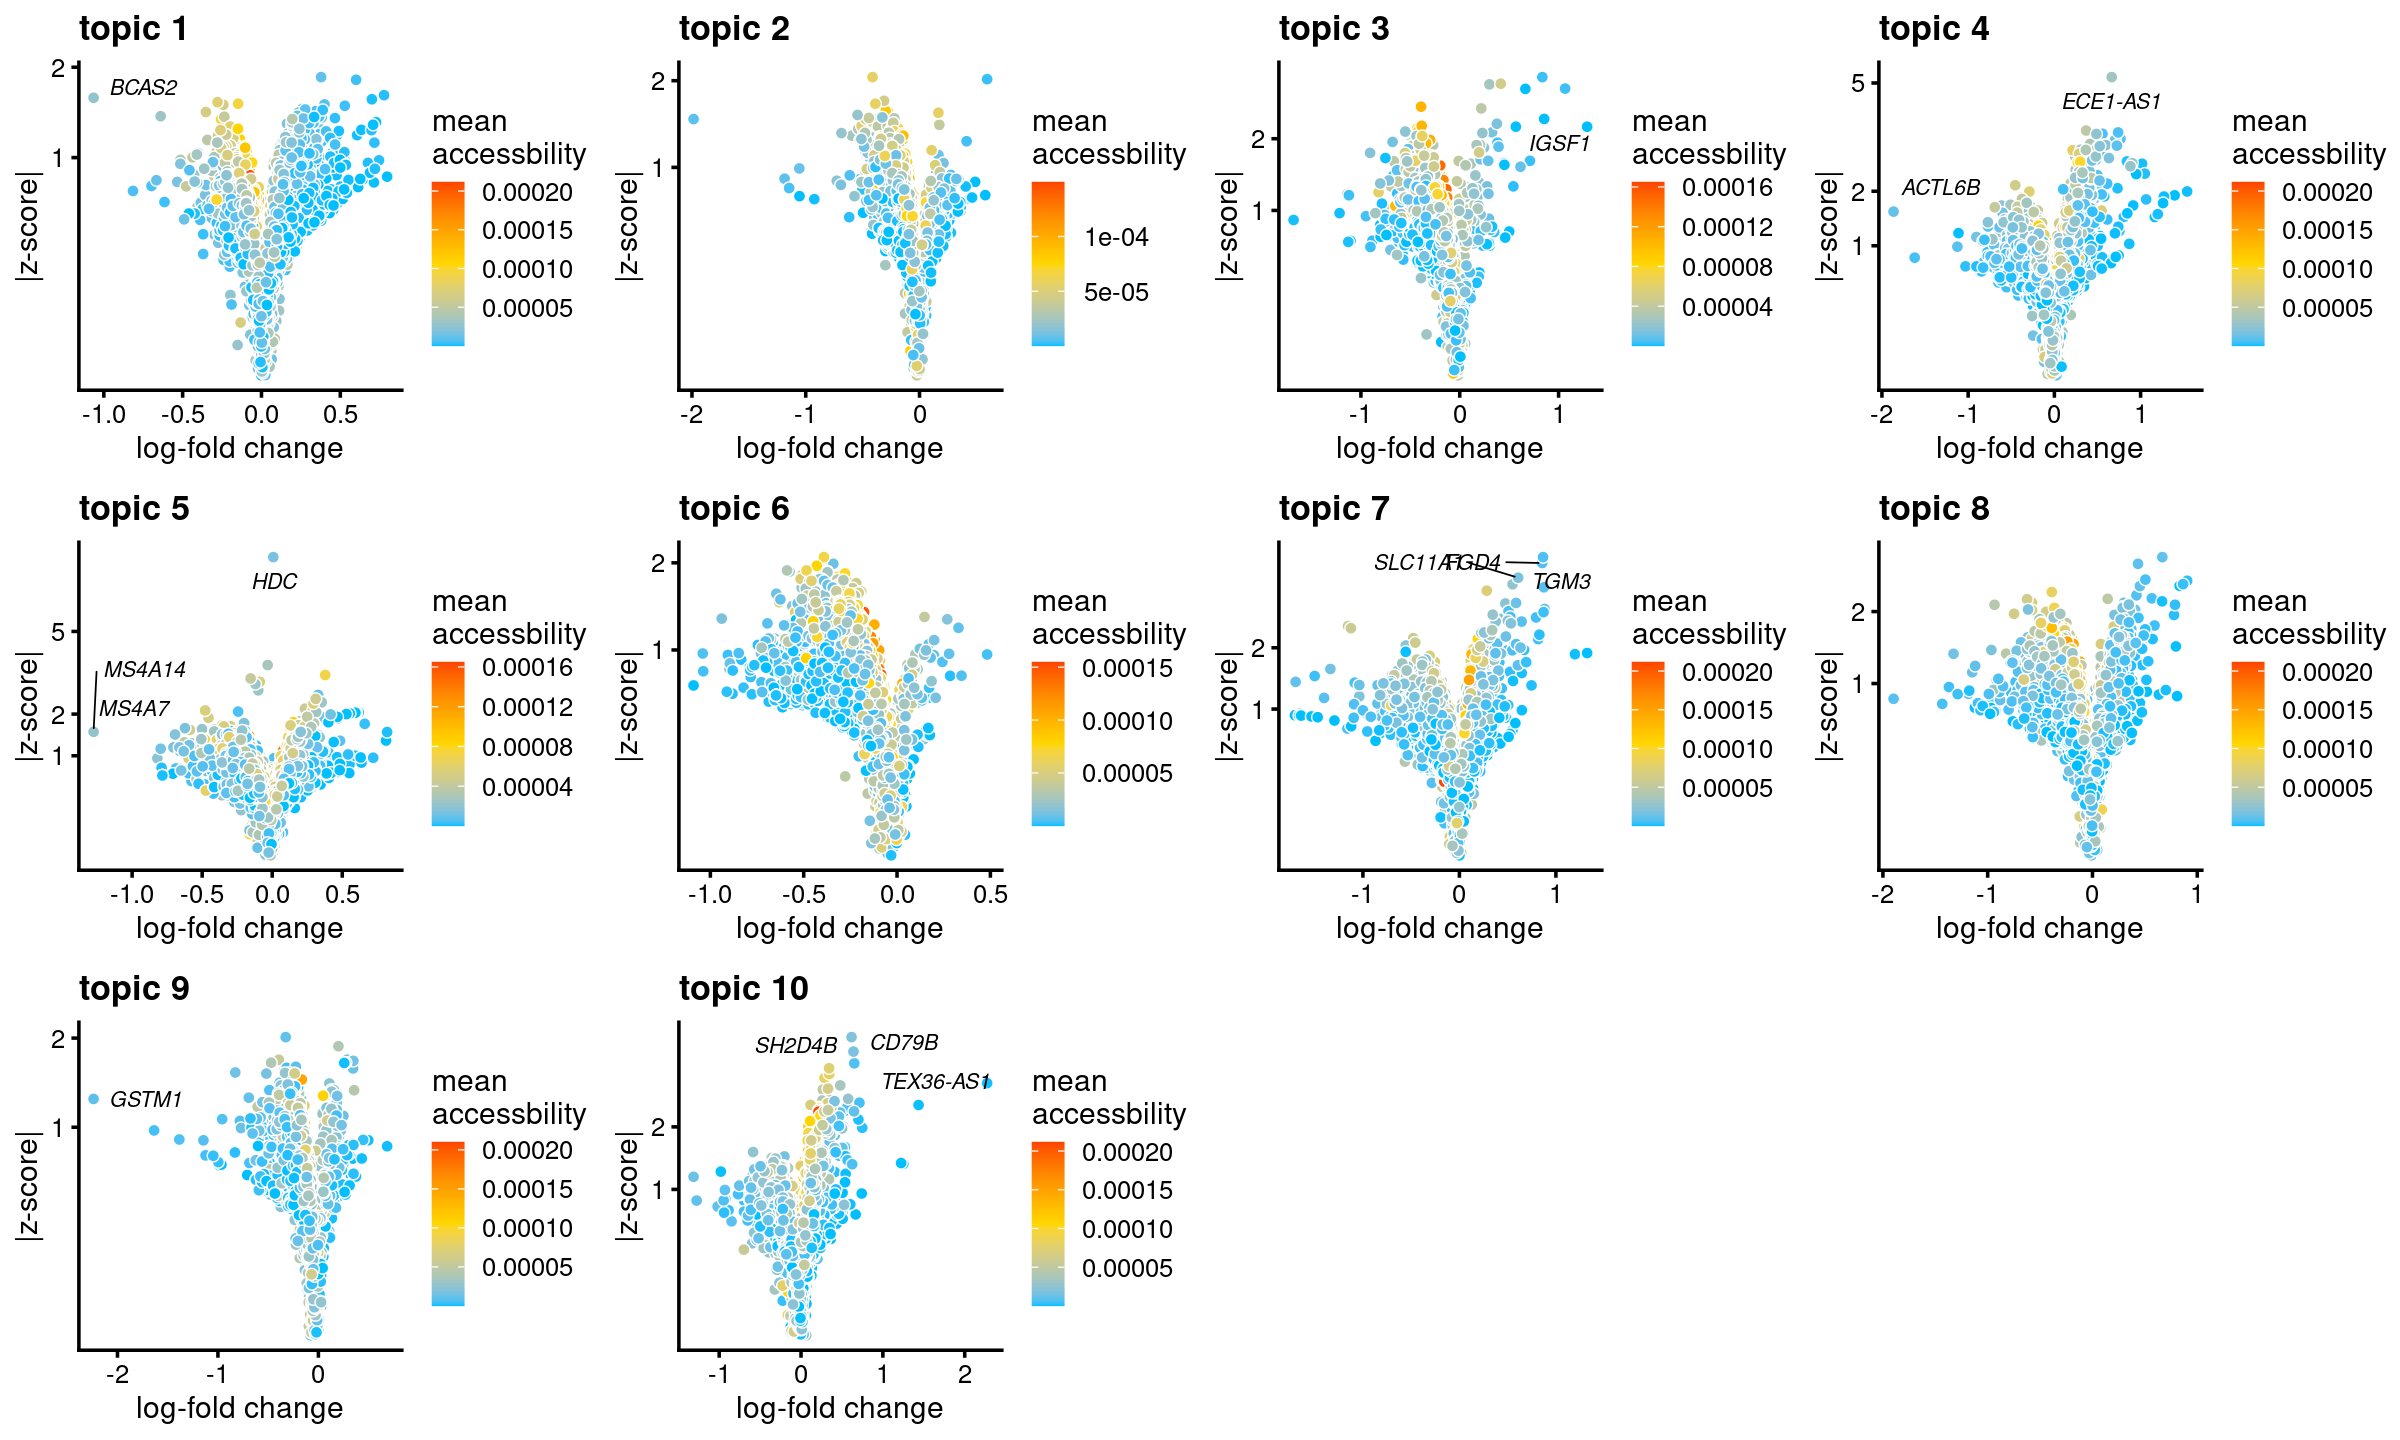 topic 1
2
1
|z-score|
BCAS2
-1.0 -0.5 0.0 0.5
log-fold change
mean
accessbility
0.00020
0.00015
0.00010
0.00005
topic 2
2
1
|z-score|
-2 -1 0
log-fold change
mean
accessbility
1e-04
5e-05
topic 3
2
1
|z-score|
IGSF1
-1 0 1
log-fold change
mean
accessbility
0.00016
0.00012
0.00008
0.00004
topic 4
5
2
1
|z-score|
ECE1-AS1
ACTL6B
-2 -1 0 1
log-fold change
mean
accessbility
0.00020
0.00015
0.00010
0.00005
topic 5
5
2
1
|z-score|
HDC
MS4A14
MS4A7
-1.0 -0.5 0.0 0.5
log-fold change
mean
accessbility
0.00016
0.00012
0.00008
0.00004
topic 6
2
1
|z-score|
-1.0 -0.5 0.0 0.5
log-fold change
mean
accessbility
0.00015
0.00010
0.00005
topic 7
2
1
|z-score|
SLC11A1 FGD4
TGM3
-1 0 1
log-fold change
mean
accessbility
0.00020
0.00015
0.00010
0.00005
topic 8
2
1
|z-score|
-2 -1 0 1
log-fold change
mean
accessbility
0.00020
0.00015
0.00010
0.00005
topic 9
2
1
|z-score|
GSTM1
-2 -1 0
log-fold change
mean
accessbility
0.00020
0.00015
0.00010
0.00005
topic 10
2
1
|z-score|
SH2D4B CD79B
TEX36-AS1
-1 0 1 2
log-fold change
mean
accessbility
0.00020
0.00015
0.00010
0.00005